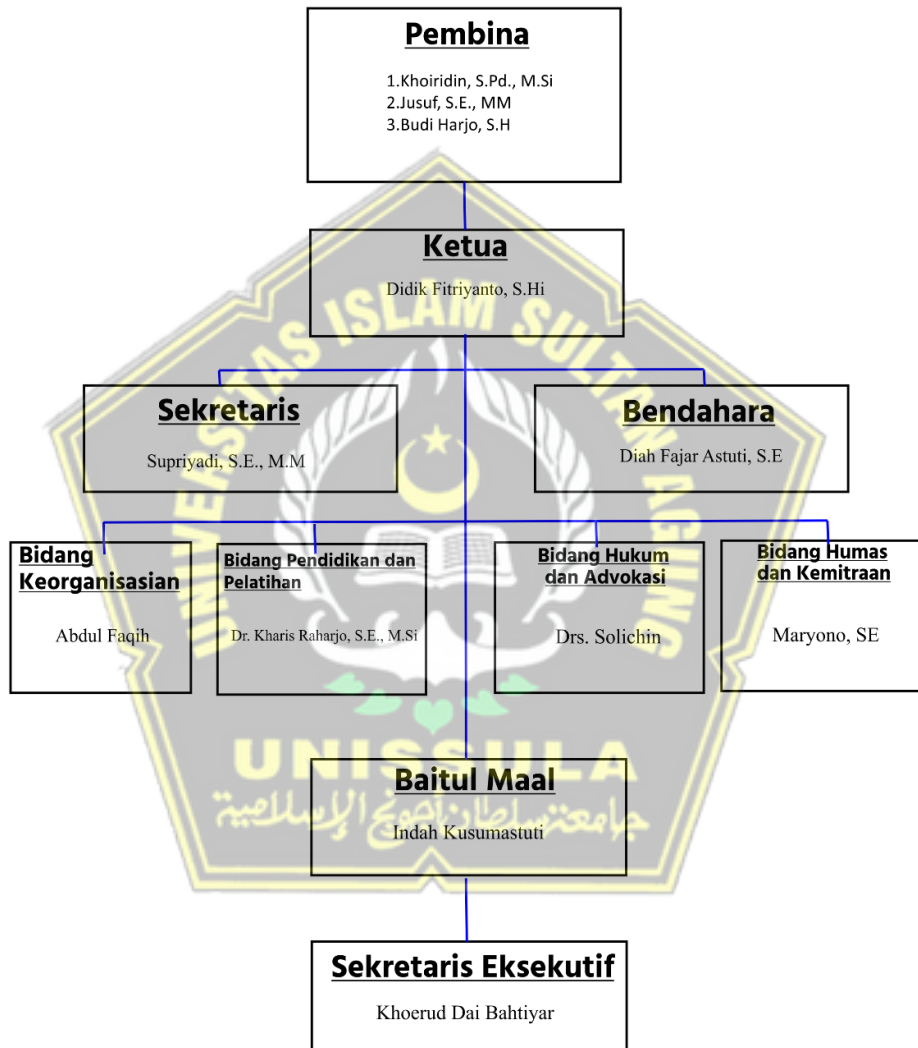 Pembina
1.Khoiridin, S.Pd., M.Si
2.Jusuf, S.E., MM
3.Budi Harjo, S.H
Ketua
Didik Fitriyanto, S.Hi
UNIVERSITAS ISLAM SULTAN AGUNG
Sekretaris
Supriyadi, S.E., M.M
Bendahara
Diah Fajar Astuti, S.E
Bidang
Keorganisasian
Abdul Faqih
Bidang Pendidikan dan
Pelatihan
Dr. Kharis Raharjo, S.E., M.Si
Bidang Hukum
dan Advokasi
Drs. Solichin
Bidang Humas
dan Kemitraan
Maryono, SE
UNISSULA
جامعتسلطان أجونج الإسلامية
Baitul Maal
Indah Kusumastuti
Sekretaris Eksekutif
Khoerud Dai Bahtiyar